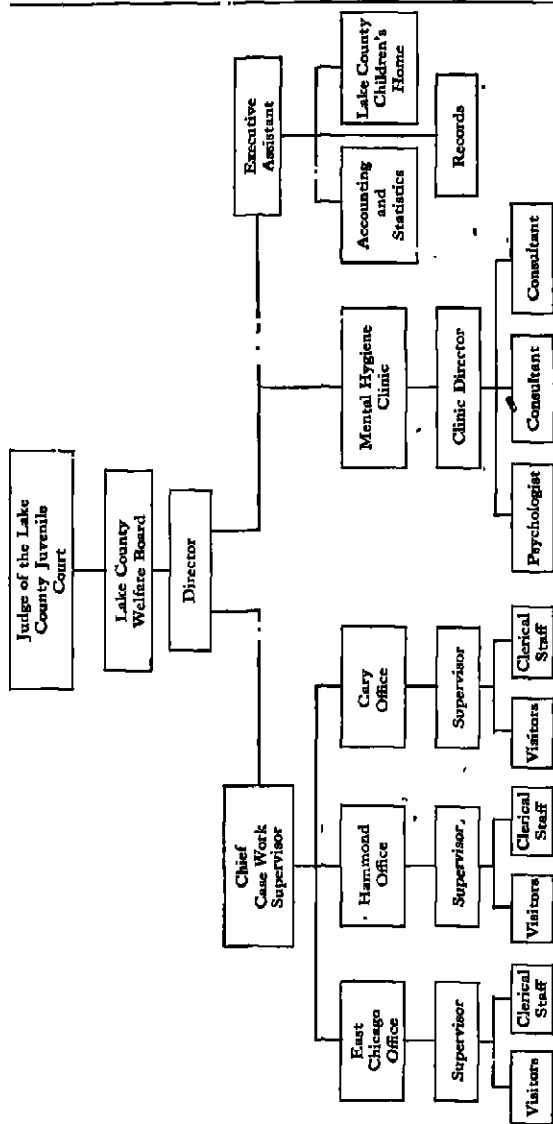 Judge of the Lake
County Juvenile
Court
Lake County
Welfare Board
Director
Chief
Case Work
Supervisor
Executive
Assistant
East
Chicago
Office
Hammond
Office
Gary
Office
Mental Hygiene
Clinic
Accounting
and
Statistics
Lake County
Children's
Home
Supervisor
Supervisor
Supervisor
Clinic Director
Records
Visitors
Clerical
Staff
Visitors
Clerical
Staff
Visitors
Clerical
Staff
Psychologist
Consultant
Consultant